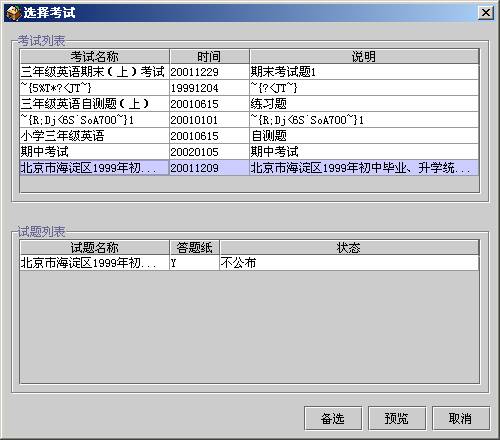 选择考试
考试列表
考试名称 时间 说明
三年级英语期末（上）考试 20011229 期末考试题1
~{5%T*?<JT~} 19991204 ~{?<JT~}
三年级英语自测题（上） 20010615 练习题
~{R;Dj<6S`SoA7OO~}1 20010101 ~{R;Dj<6S`SoA7OO~}1
小学三年级英语 20010615 自测题
期中考试 20020105 期中考试
北京市海淀区1999年初... 20011209 北京市海淀区1999年初中毕业、升学统...
试题列表
试题名称 答题纸 状态
北京市海淀区1999年初... Y 不公布
备选 预览 取消